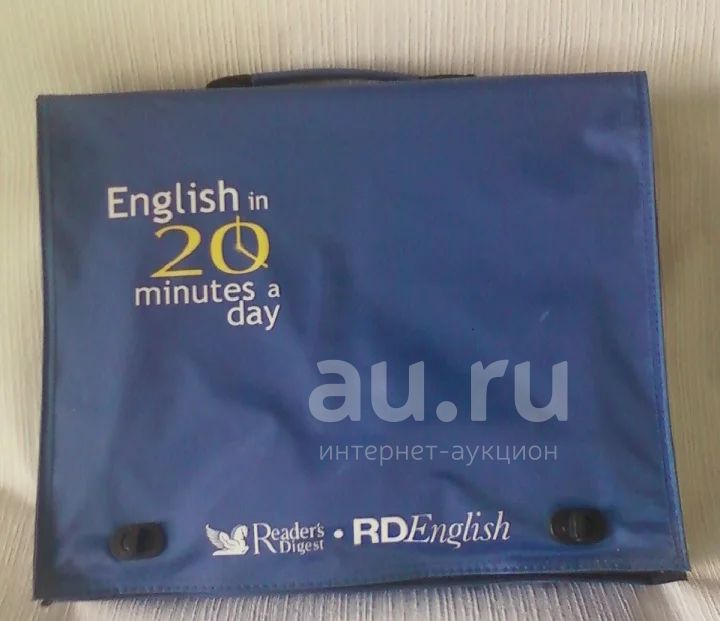 English in
20
minutes a
day
au.ru
интернет-аукцион
Reader's Digest • RDEnglish